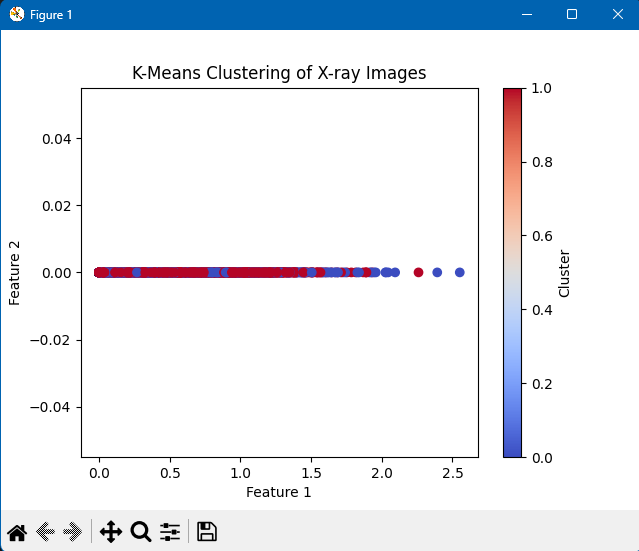 Figure 1
K-Means Clustering of X-ray Images
0.04
0.02
0.00
−0.02
−0.04
Feature 2
0.0 0.5 1.0 1.5 2.0 2.5
Feature 1
1.0
0.8
0.6
0.4
0.2
0.0
Cluster